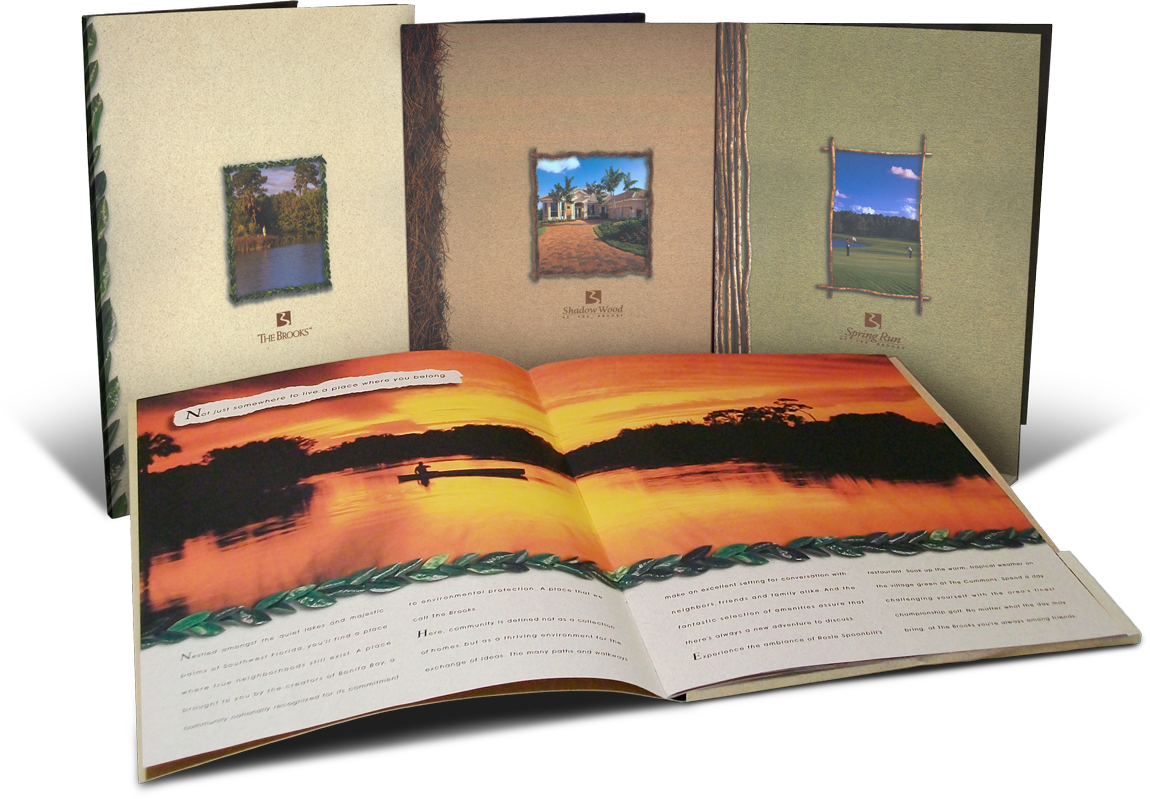 THE BROOKS™
Shadow Wood
AT THE BROOKS
Spring Run
AT THE BROOKS
Not just somewhere to live a place where you belong
Nestled amongst the quiet lakes and majestic
palms of Southwest Florida, you'll find a place
where true neighborhoods still exist. A place
brought to you by the creators of Bonita Bay, a
community nationally recognized for its commitment
to environmental protection. A place that we
call The Brooks.
Here, community is defined not as a collection
of homes, but as a thriving environment for the
exchange of ideas. The many paths and walkways
make an excellent setting for conversation with
neighbors, friends and family alike. And the
fantastic selection of amenities assure that
there's always a new adventure to discuss.
Experience the ambiance of Rosie Spoonbills
restaurant. Soak up the warm, tropical weather on
the village green at The Commons. Spend a day
challenging yourself with the area's finest
championship golf. No matter what the day may
bring, at The Brooks you're always among friends.